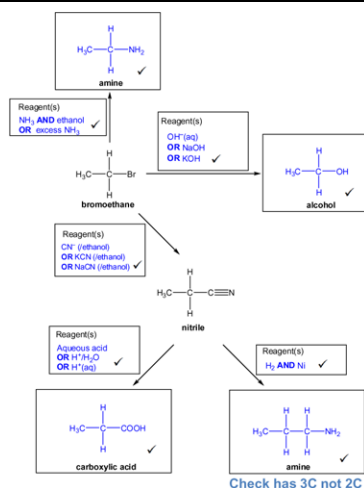 H
H₃C—C—NH₂
H
amine
✓
Reagent(s)
NH₃ AND ethanol
OR excess NH₃
✓
Reagent(s)
OH⁻(aq)
OR NaOH
OR KOH
✓
H
H₃C—C—Br
H
bromoethane
H
H₃C—C—OH
H
alcohol
✓
Reagent(s)
CN⁻ (/ethanol)
OR KCN (/ethanol)
OR NaCN (/ethanol)
✓
H
H₃C—C—C≡N
H
nitrile
Reagent(s)
Aqueous acid
OR H⁺/H₂O
OR H⁺(aq)
✓
Reagent(s)
H₂ AND Ni
✓
H
H₃C—C—COOH
H
carboxylic acid
✓
H H
H₃C—C—C—NH₂
H H
amine
✓
Check has 3C not 2C